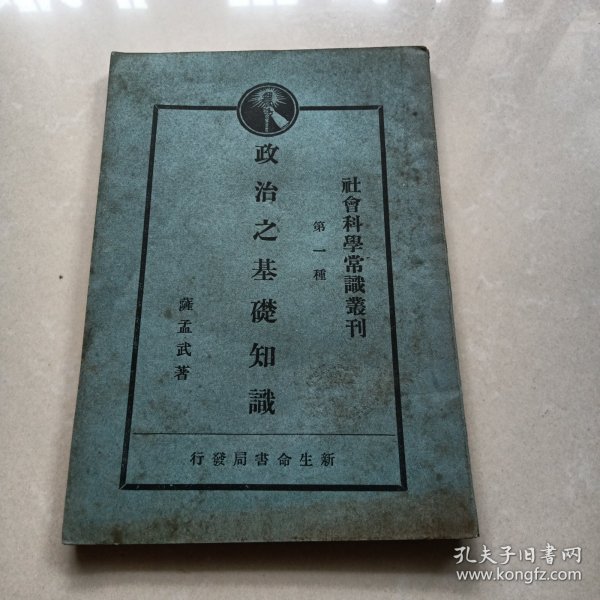 社會科學常識叢刊
第一種
政治之基礎知識
薩孟武著
新生命書局發行
孔夫子旧书网
www.kongfz.com